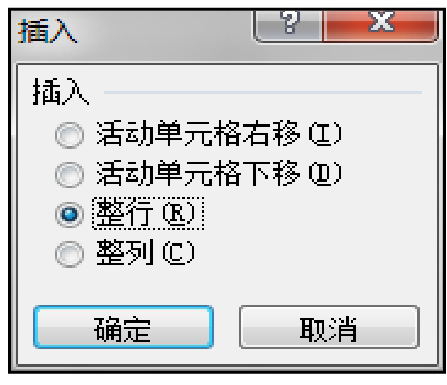 插入
插入
活动单元格右移(I)
活动单元格下移(D)
整行(R)
整列(C)
确定 取消